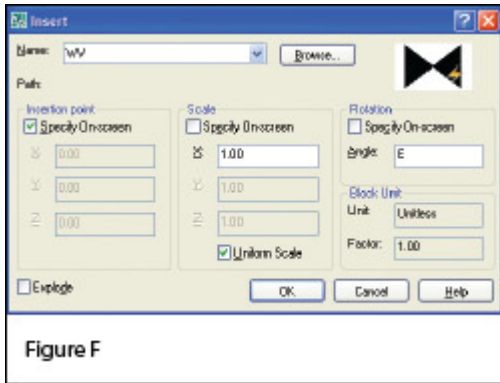 Insert
Name: WV Browse...
Path:
Insertion point Scale Rotation
Specify On-screen Specify On-screen Specify On-screen
X 0.00 X 1.00 Angle: E
Y 0.00 Y 1.00 Block Unit
Z 0.00 Z 1.00 Unit Unitless
Uniform Scale Factor: 1.00
Explode OK Cancel Help
Figure F